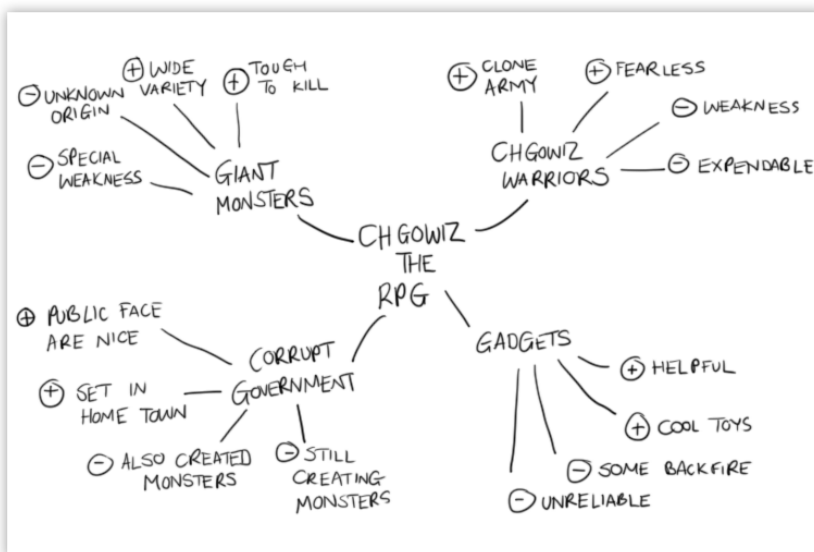 ⊕ WIDE
VARIETY
⊕ TOUGH
TO KILL
⊖ UNKNOWN
ORIGIN
⊖ SPECIAL
WEAKNESS
GIANT
MONSTERS
⊕ CLONE
ARMY
⊕ FEARLESS
⊖ WEAKNESS
⊖ EXPENDABLE
CHGOWIZ
WARRIORS
CHGOWIZ
THE
RPG
⊕ PUBLIC FACE
ARE NICE
⊕ SET IN
HOME TOWN
⊖ ALSO CREATED
MONSTERS
⊖ STILL
CREATING
MONSTERS
CORRUPT
GOVERNMENT
GADGETS
⊕ HELPFUL
⊕ COOL TOYS
⊖ SOME BACKFIRE
⊖ UNRELIABLE